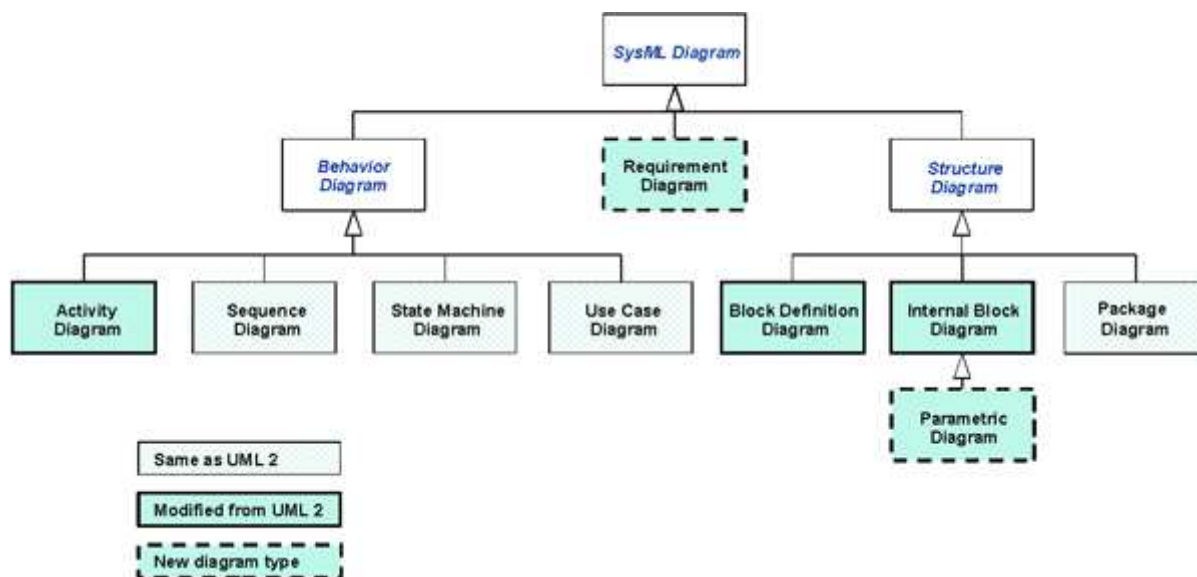 SysML Diagram
Behavior
Diagram
Requirement
Diagram
Structure
Diagram
Activity
Diagram
Sequence
Diagram
State Machine
Diagram
Use Case
Diagram
Block Definition
Diagram
Internal Block
Diagram
Package
Diagram
Parametric
Diagram
Same as UML 2
Modified from UML 2
New diagram type